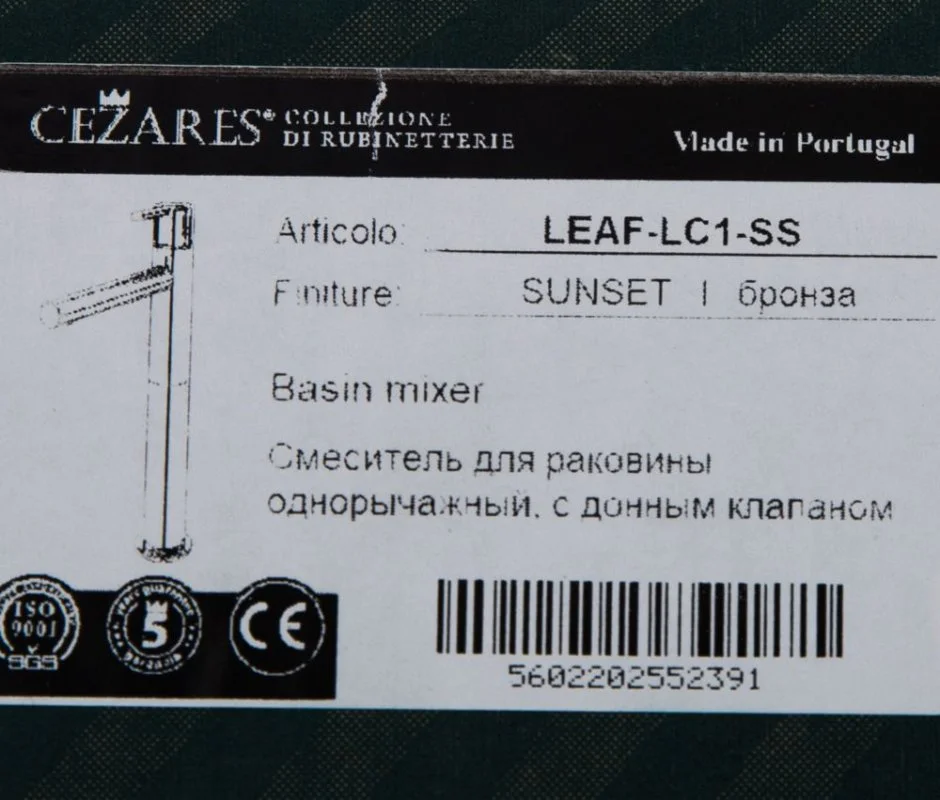 CEZARES® COLLEZIONE
DI RUBINETTERIE
Made in Portugal
Articolo: LEAF-LC1-SS
Finiture: SUNSET | бронза
Basin mixer
Смеситель для раковины
однорычажный, с донным клапаном
ISO
9001
SGS
5
CE
5602202552391